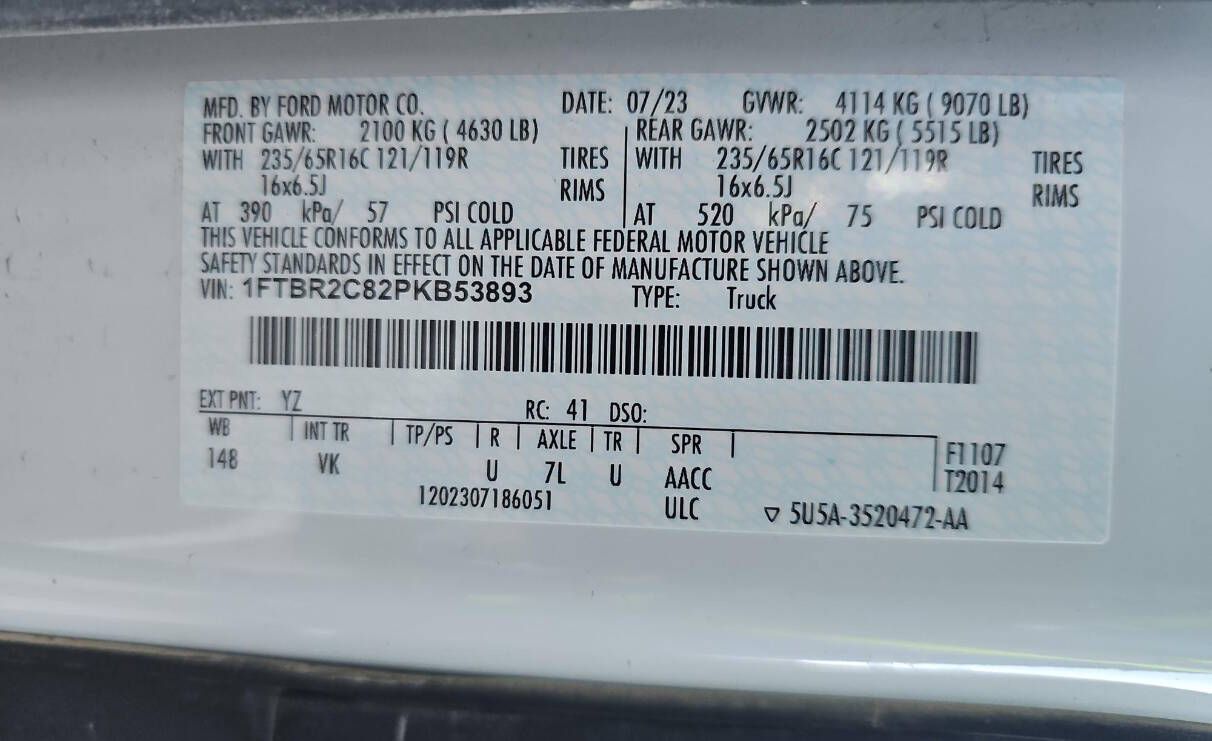 MFD. BY FORD MOTOR CO. DATE: 07/23 GVWR: 4114 KG ( 9070 LB)
FRONT GAWR: 2100 KG ( 4630 LB) REAR GAWR: 2502 KG ( 5515 LB)
WITH 235/65R16C 121/119R TIRES WITH 235/65R16C 121/119R TIRES
16x6.5J RIMS 16x6.5J RIMS
AT 390 kPa/ 57 PSI COLD AT 520 kPa/ 75 PSI COLD
THIS VEHICLE CONFORMS TO ALL APPLICABLE FEDERAL MOTOR VEHICLE
SAFETY STANDARDS IN EFFECT ON THE DATE OF MANUFACTURE SHOWN ABOVE.
VIN: 1FTBR2C82PKB53893 TYPE: Truck
EXT PNT: YZ RC: 41 DSO:
WB INT TR TP/PS R AXLE TR SPR F1107
148 VK U 7L U AACC T2014
1202307186051 ULC ▽ 5U5A-3520472-AA